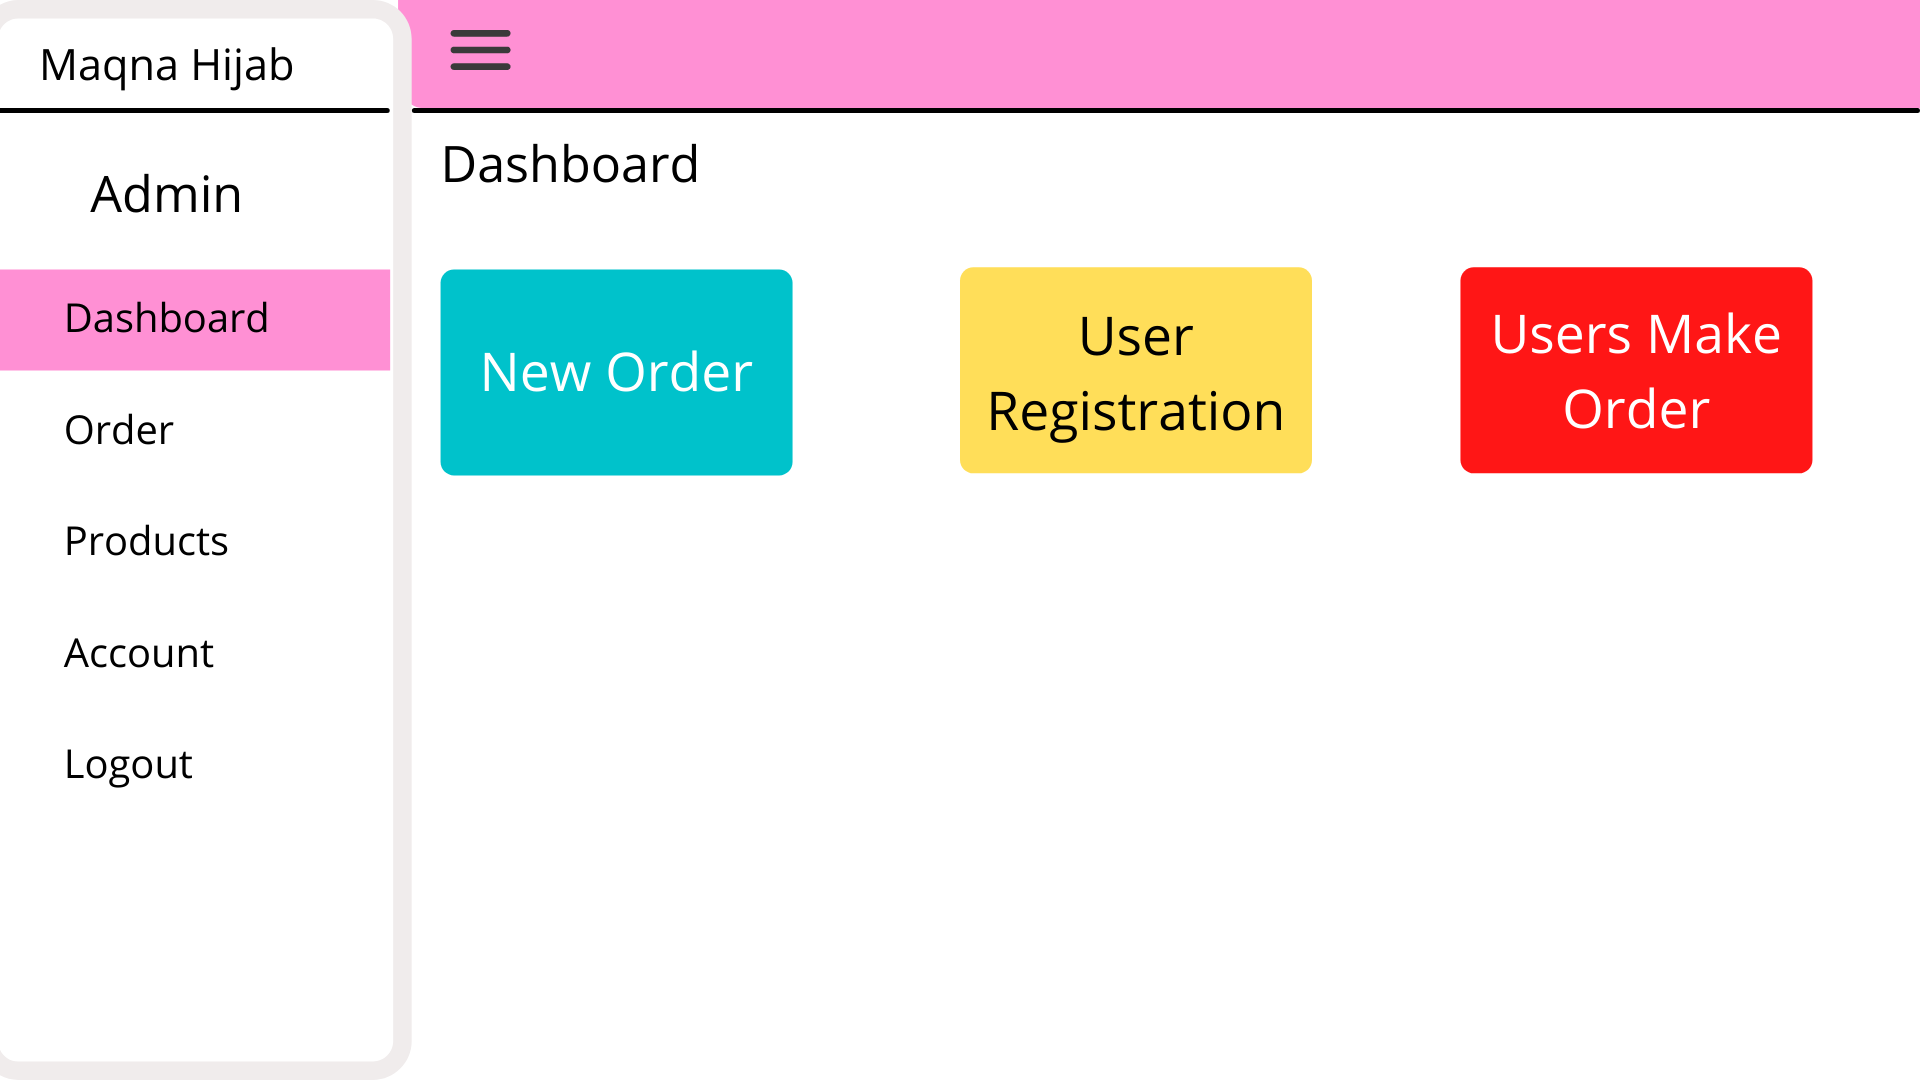 Maqna Hijab
Admin
Dashboard
Order
Products
Account
Logout
Dashboard
New Order
User
Registration
Users Make
Order